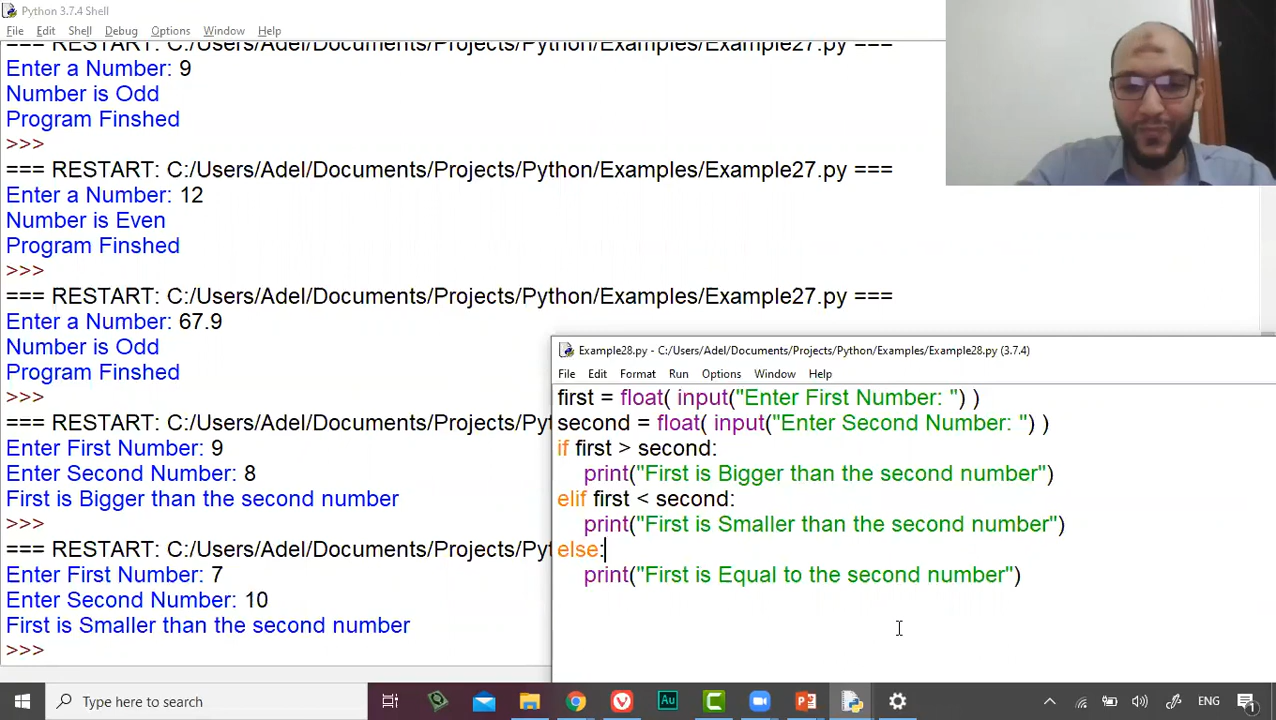 Python 3.7.4 Shell
File Edit Shell Debug Options Window Help
=== RESTART: C:/Users/Adel/Documents/Projects/Python/Examples/Example27.py ===
Enter a Number: 9
Number is Odd
Program Finshed
>>>
=== RESTART: C:/Users/Adel/Documents/Projects/Python/Examples/Example27.py ===
Enter a Number: 12
Number is Even
Program Finshed
>>>
=== RESTART: C:/Users/Adel/Documents/Projects/Python/Examples/Example27.py ===
Enter a Number: 67.9
Number is Odd
Program Finshed
>>>
=== RESTART: C:/Users/Adel/Documents/Projects/Pyt
Enter First Number: 9
Enter Second Number: 8
First is Bigger than the second number
>>>
=== RESTART: C:/Users/Adel/Documents/Projects/Pyt
Enter First Number: 7
Enter Second Number: 10
First is Smaller than the second number
>>>
Example28.py - C:/Users/Adel/Documents/Projects/Python/Examples/Example28.py (3.7.4)
File Edit Format Run Options Window Help
first = float( input("Enter First Number: ") )
second = float( input("Enter Second Number: ") )
if first > second:
    print("First is Bigger than the second number")
elif first < second:
    print("First is Smaller than the second number")
else:
    print("First is Equal to the second number")
Type here to search
Au
ENG
1